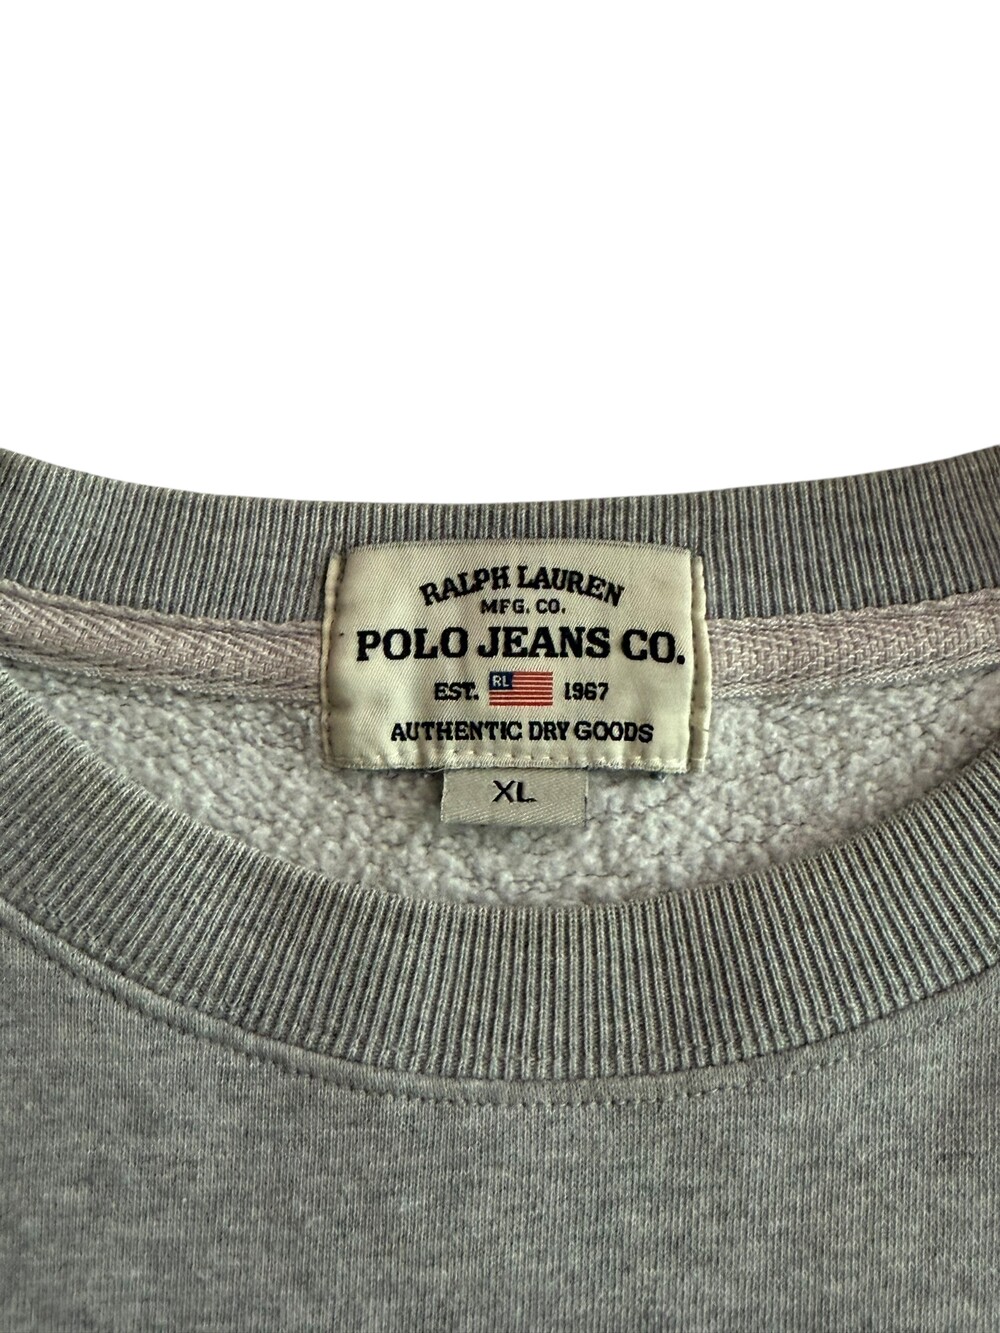 RALPH LAUREN
MFG. CO.
POLO JEANS CO.
EST. RL 1967
AUTHENTIC DRY GOODS
XL